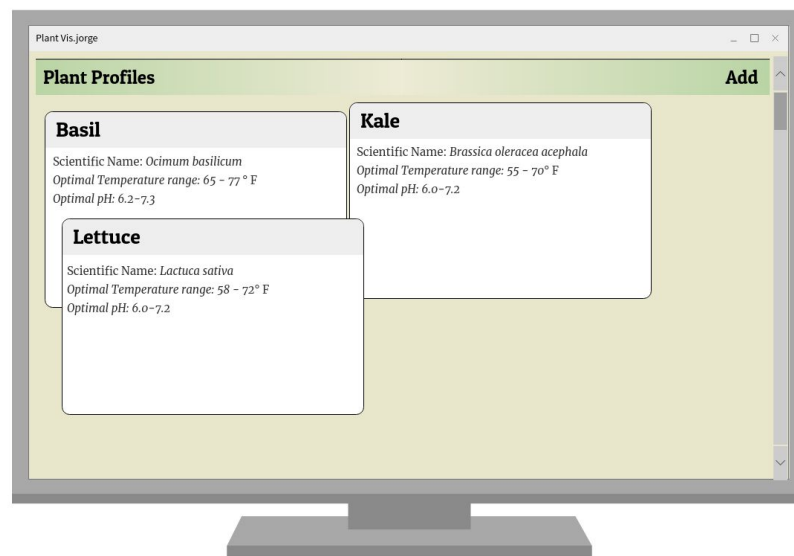 Plant Vis.jorge
Plant Profiles
Add
Basil
Scientific Name: Ocimum basilicum
Optimal Temperature range: 65 - 77 ° F
Optimal pH: 6.2-7.3
Kale
Scientific Name: Brassica oleracea acephala
Optimal Temperature range: 55 - 70° F
Optimal pH: 6.0-7.2
Lettuce
Scientific Name: Lactuca sativa
Optimal Temperature range: 58 - 72° F
Optimal pH: 6.0-7.2